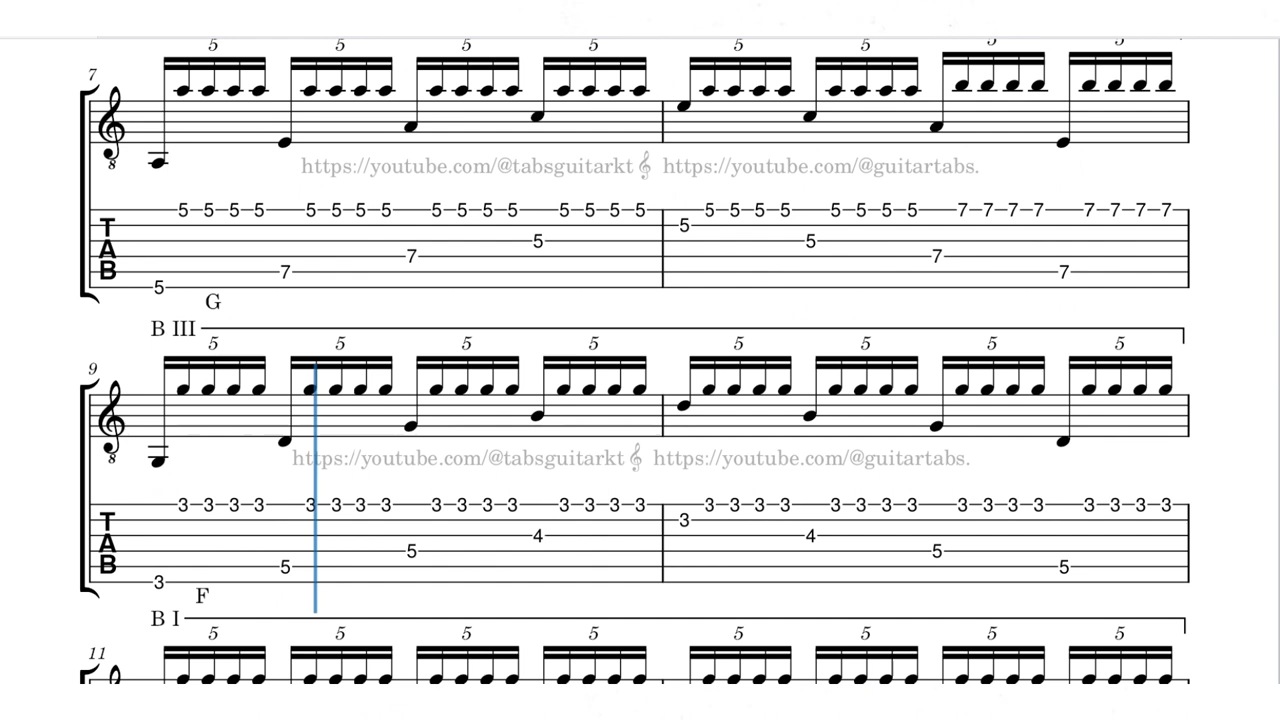 5 5 5 5 5 5 5 5
7
8
https://youtube.com/@tabsguitarkt https://youtube.com/@guitartabs.
T A B
5 5 5 5 5 5 5 5 5 5 5 5 5 5 5 5 5 5 5 5 5 5 5 5 7 7 7 7 7 7 7 7
5
5 5
7 7
7 7
5
G
B III
5 5 5 5 5 5 5 5
9
8
https://youtube.com/@tabsguitarkt https://youtube.com/@guitartabs.
T A B
3 3 3 3 3 3 3 3 3 3 3 3 3 3 3 3 3 3 3 3 3 3 3 3 3 3 3 3 3 3 3 3
3
4 4
5 5
5 5
3
F
B I
5 5 5 5 5 5 5 5
11